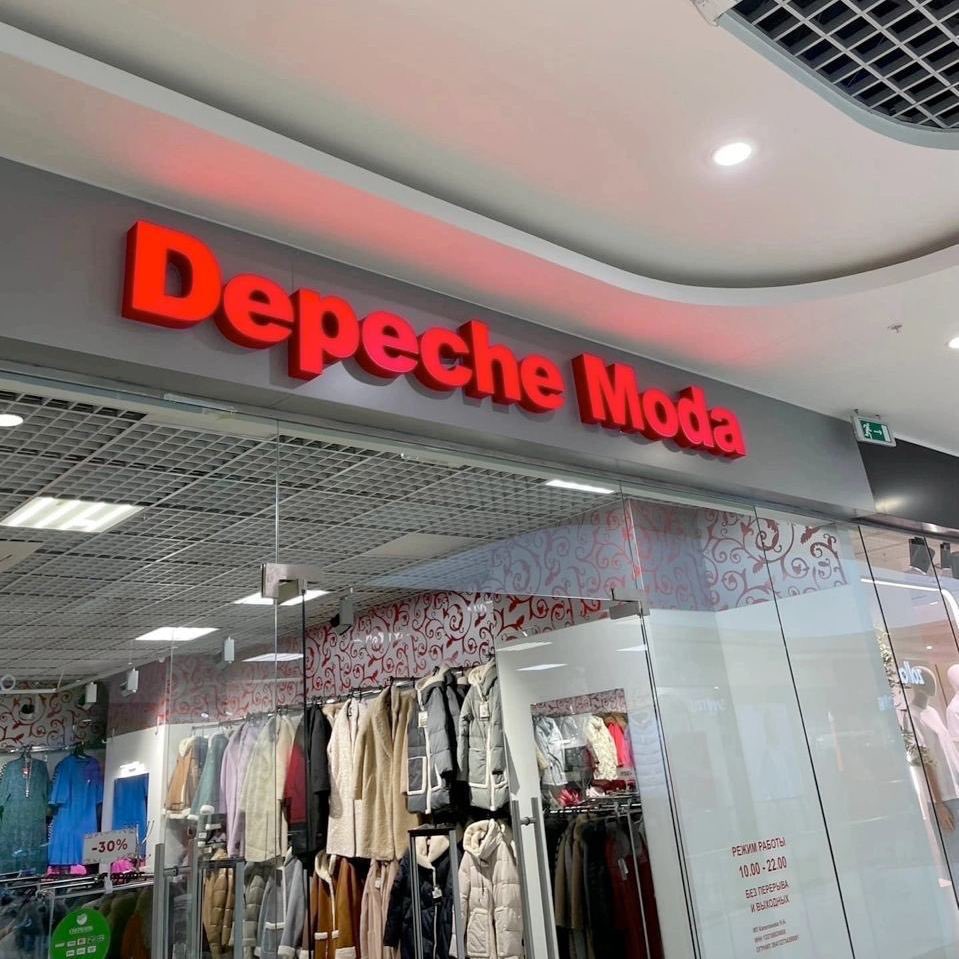 Depeche Moda
-30%
РЕЖИМ РАБОТЫ
10.00 - 22.00
БЕЗ ПЕРЕРЫВА
И ВЫХОДНЫХ